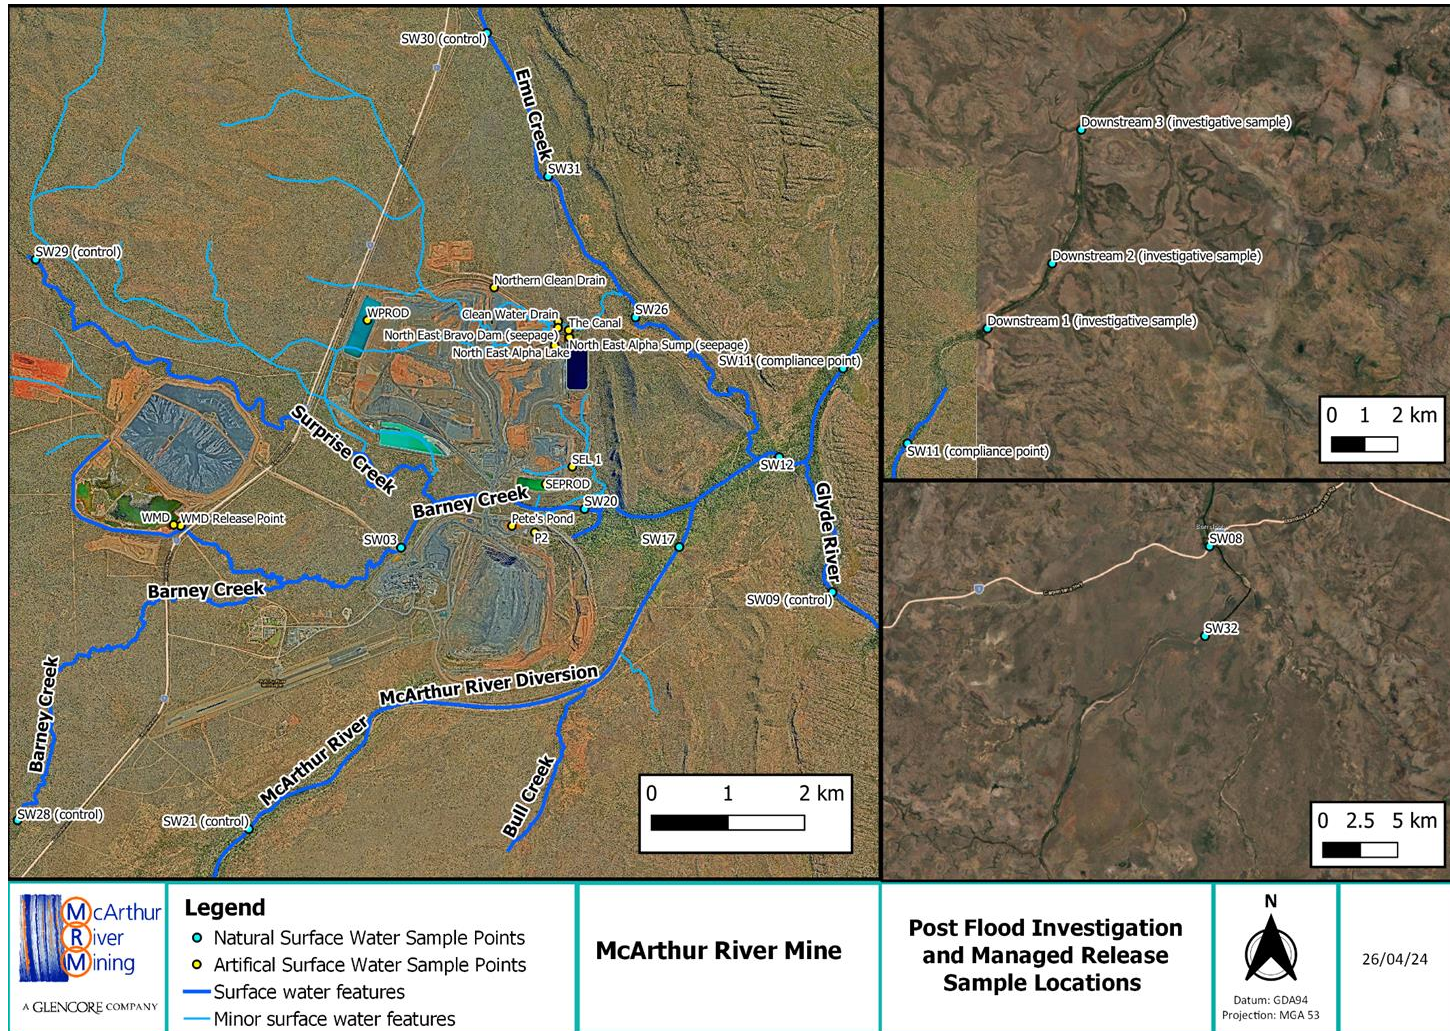 SW30 (control)
Emu Creek
SW31
SW29 (control)
Northern Clean Drain
WPROD
Clean Water Drain
The Canal
SW26
North East Bravo Dam (seepage)
North East Alpha Sump (seepage)
North East Alpha Lake
SW11 (compliance point)
Surprise Creek
SEL 1
SW12
SEPROD
Barney Creek
SW20
Glyde River
WMD
WMD Release Point
Pete's Pond
P2
SW03
SW17
Barney Creek
SW09 (control)
Barney Creek
McArthur River Diversion
McArthur River
Bull Creek
SW28 (control)
SW21 (control)
0 1 2 km
Downstream 3 (investigative sample)
Downstream 2 (investigative sample)
Downstream 1 (investigative sample)
SW11 (compliance point)
0 1 2 km
SW08
SW32
0 2.5 5 km
McArthur
River
Mining
A GLENCORE COMPANY
Legend
Natural Surface Water Sample Points
Artifical Surface Water Sample Points
Surface water features
Minor surface water features
McArthur River Mine
Post Flood Investigation
and Managed Release
Sample Locations
N
Datum: GDA94
Projection: MGA 53
26/04/24